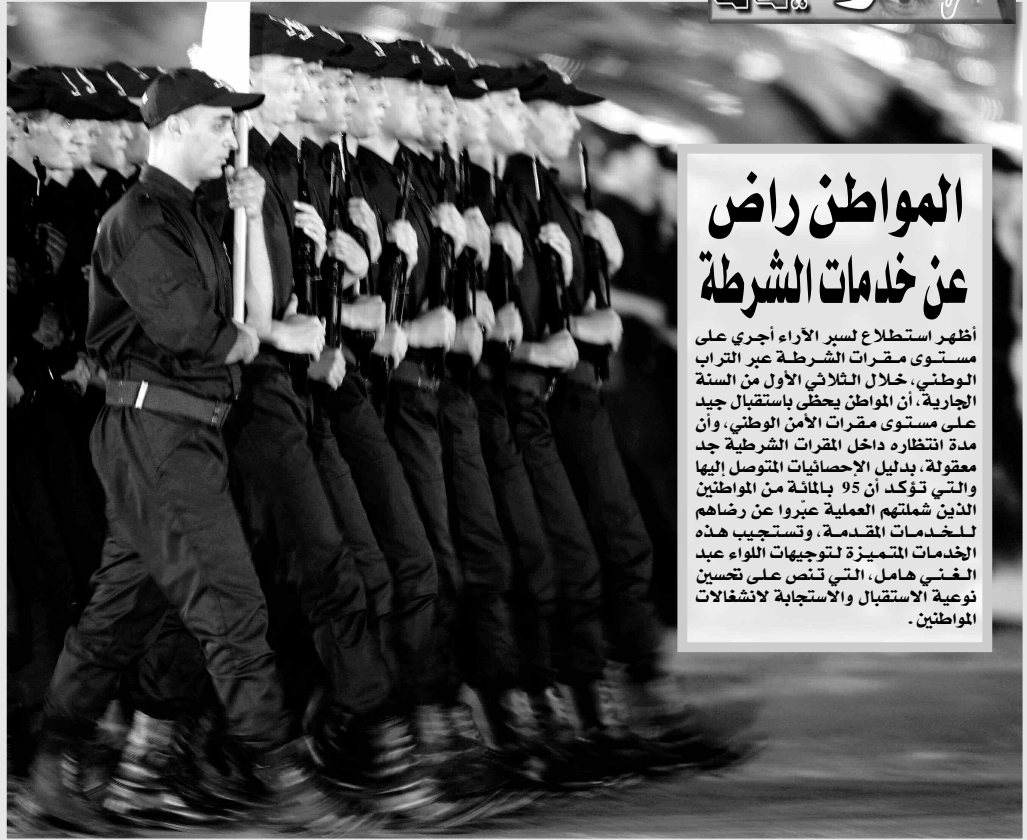 المواطن راض
عن خدمات الشرطة
أظهر استطلاع لسبر الآراء أجري على
مستوى مقرات الشرطة عبر التراب
الوطني، خلال الثلاثي الأول من السنة
الجارية، أن المواطن يحظى باستقبال جيد
على مستوى مقرات الأمن الوطني، وأن
مدة انتظاره داخل المقرات الشرطية جد
معقولة، بدليل الإحصائيات المتوصل إليها
والتي تؤكد أن 95 بالمائة من المواطنين
الذين شملتهم العملية عبّروا عن رضاهم
للخدمات المقدمة، وتستجيب هذه
الخدمات المتميزة لتوجيهات اللواء عبد
الغني هامل، التي تنص على تحسين
نوعية الاستقبال والاستجابة لانشغالات
المواطنين.